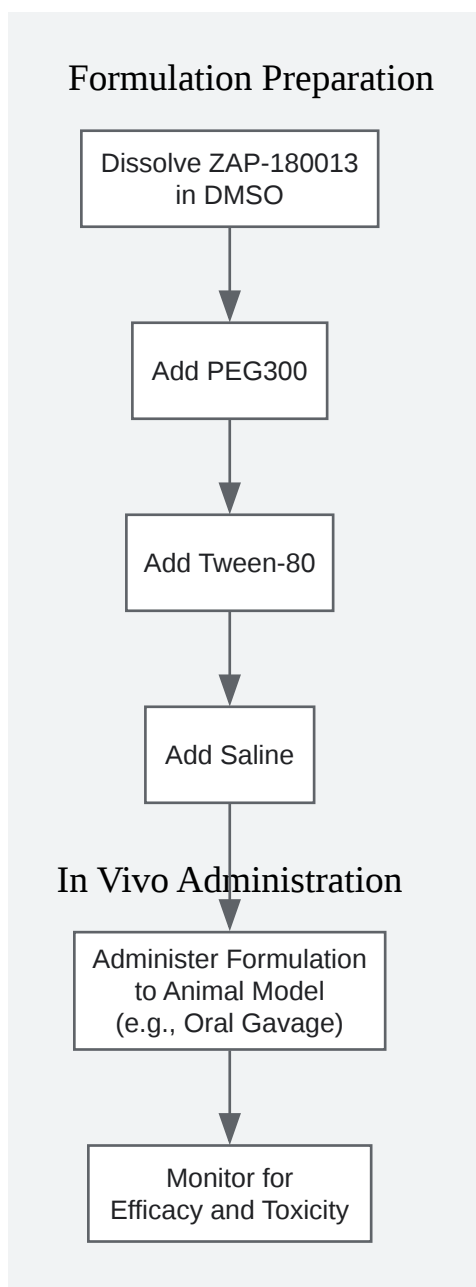 Formulation Preparation
Dissolve ZAP-180013
in DMSO
Add PEG300
Add Tween-80
Add Saline
In Vivo Administration
Administer Formulation
to Animal Model
(e.g., Oral Gavage)
Monitor for
Efficacy and Toxicity